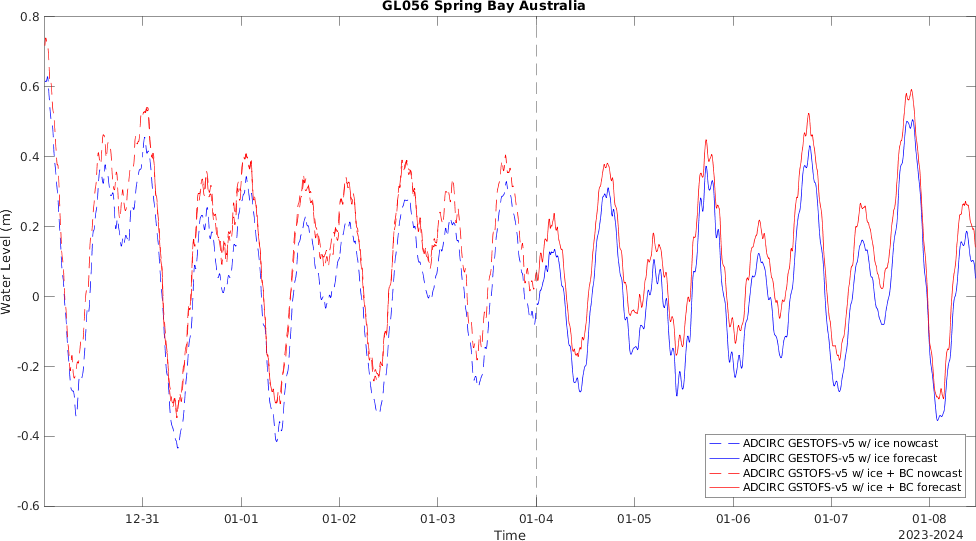 GL056 Spring Bay Australia
0.8
0.6
0.4
0.2
0
-0.2
-0.4
-0.6
Water Level (m)
ADCIRC GESTOFS-v5 w/ ice nowcast
ADCIRC GESTOFS-v5 w/ ice forecast
ADCIRC GSTOFS-v5 w/ ice + BC nowcast
ADCIRC GSTOFS-v5 w/ ice + BC forecast
12-31 01-01 01-02 01-03 01-04 01-05 01-06 01-07 01-08
Time
2023-2024